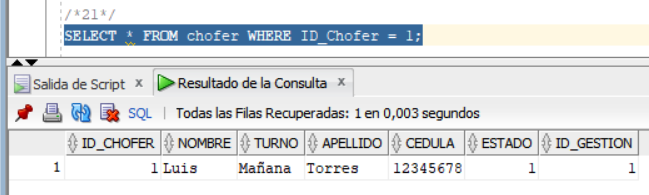 /*21*/
SELECT * FROM chofer WHERE ID_Chofer = 1;
Salida de Script x Resultado de la Consulta x
SQL | Todas las Filas Recuperadas: 1 en 0,003 segundos
ID_CHOFER NOMBRE TURNO APELLIDO CEDULA ESTADO ID_GESTION
1 1 Luis Mañana Torres 12345678 1 1